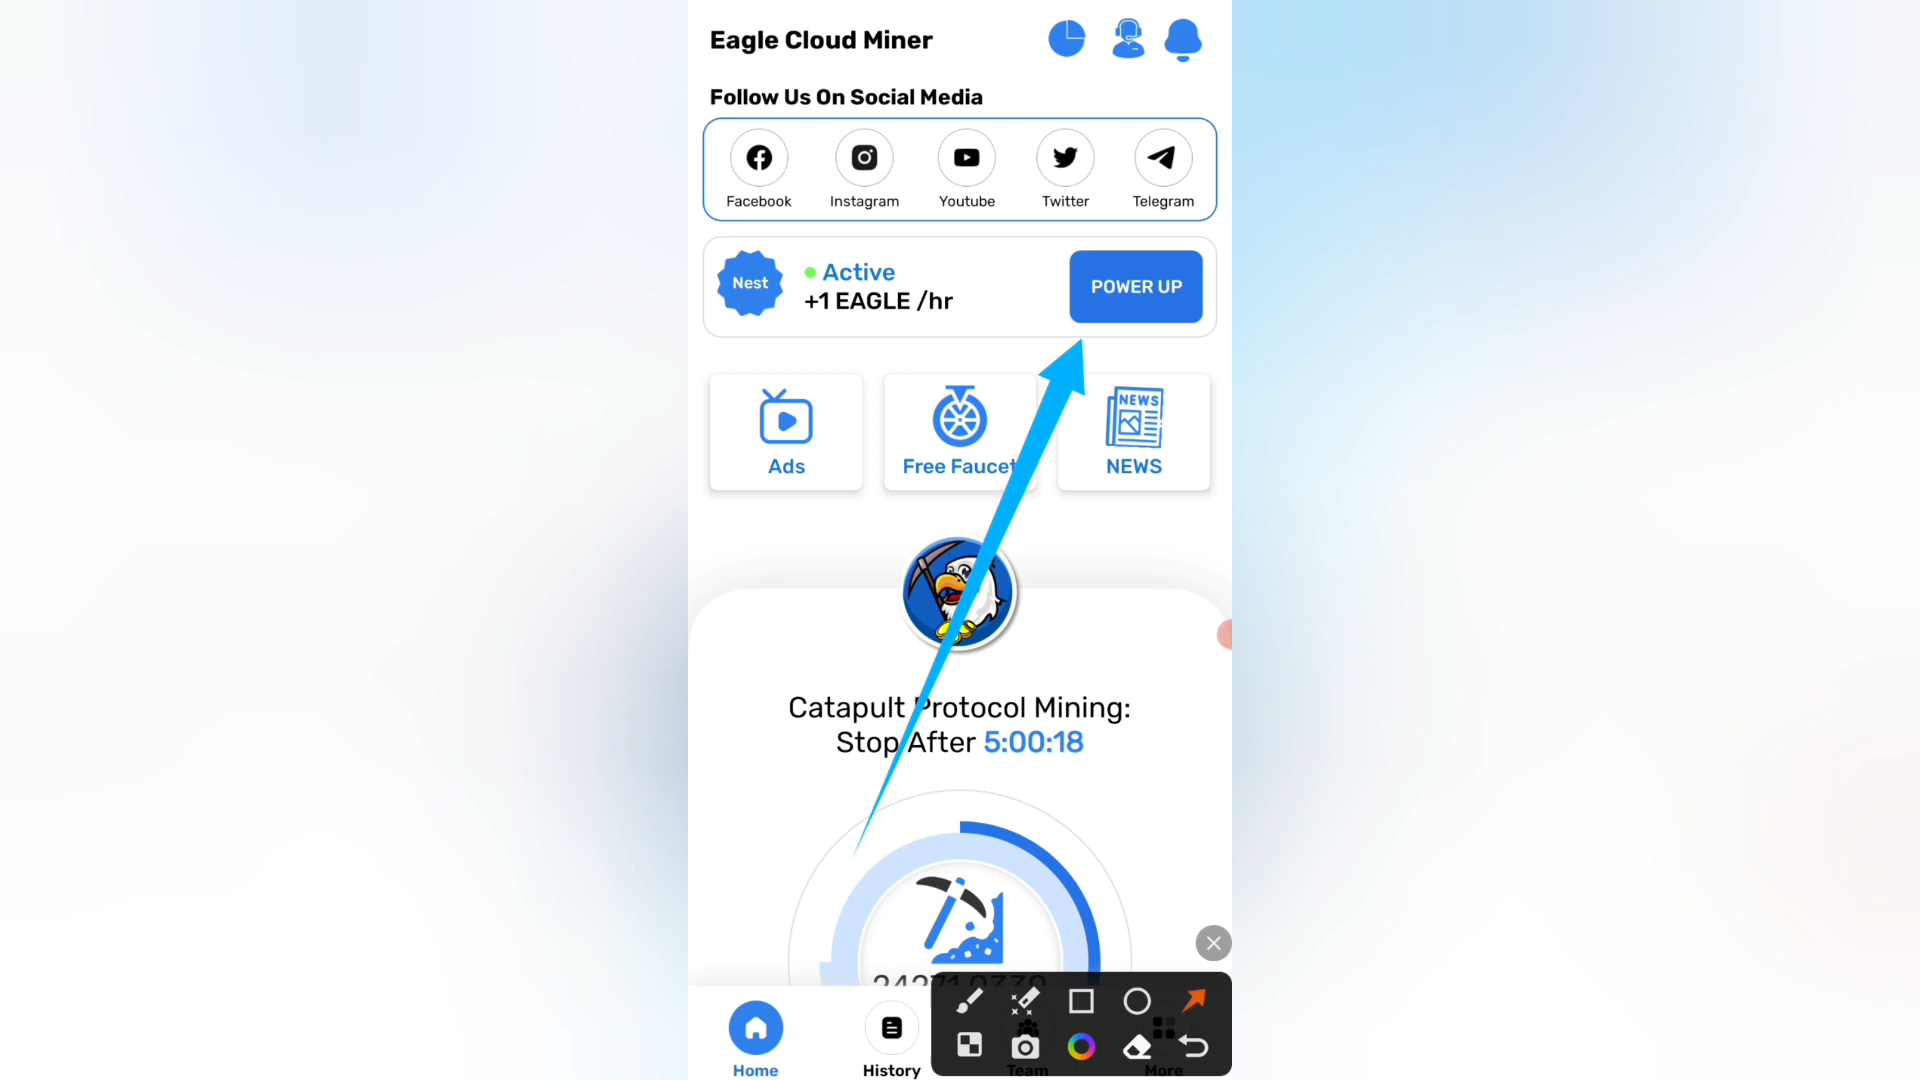 Eagle Cloud Miner
Follow Us On Social Media
Facebook Instagram Youtube Twitter Telegram
Nest
Active
+1 EAGLE /hr
POWER UP
NEWS
Ads Free Faucet NEWS
Catapult Protocol Mining:
Stop After 5:00:18
Home History Team More